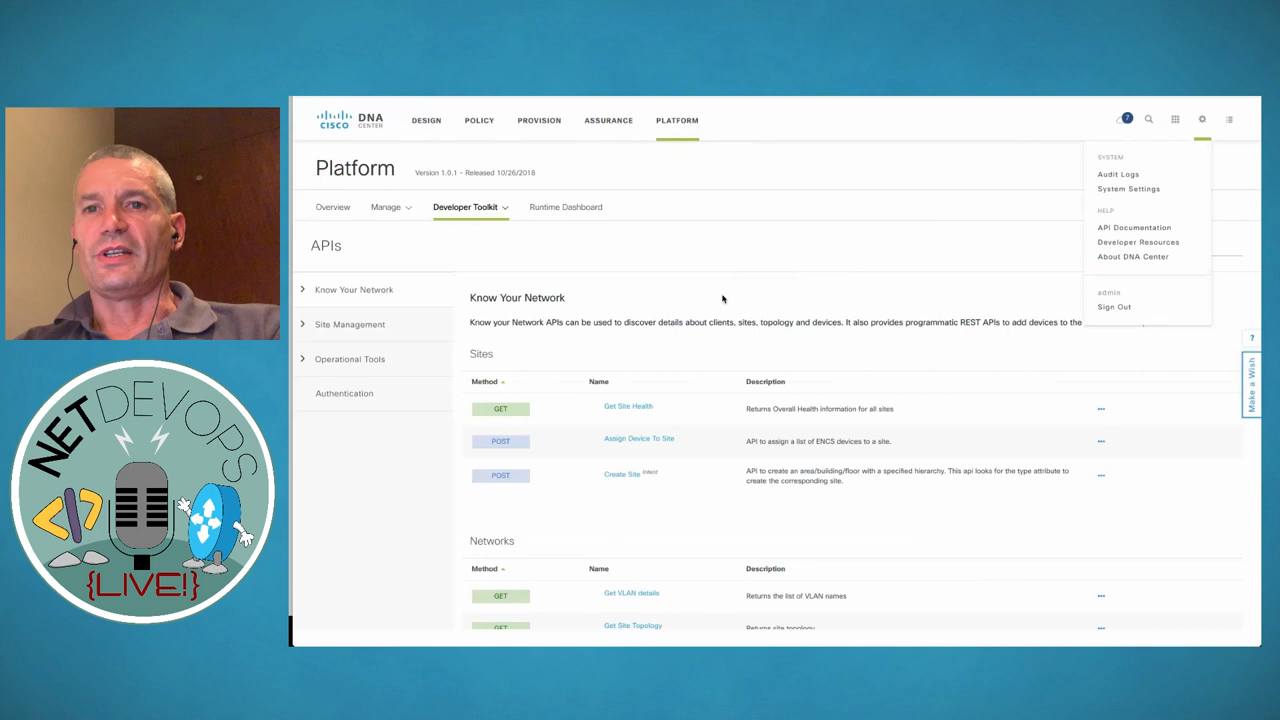 CISCO
DNA
CENTER
DESIGN
POLICY
PROVISION
ASSURANCE
PLATFORM
7
Platform
Version 1.0.1 - Released 10/26/2018
SYSTEM
Audit Logs
System Settings
HELP
API Documentation
Developer Resources
About DNA Center
admin
Sign Out
Overview
Manage
Developer Toolkit
Runtime Dashboard
APIs
Know Your Network
Site Management
Operational Tools
Authentication
Know Your Network
Know your Network APIs can be used to discover details about clients, sites, topology and devices. It also provides programmatic REST APIs to add devices to the
Sites
Method Name Description
GET Get Site Health Returns Overall Health information for all sites
POST Assign Device To Site API to assign a list of ENCS devices to a site.
POST Create Site Intent API to create an area/building/floor with a specified hierarchy. This api looks for the type attribute to
create the corresponding site.
Networks
Method Name Description
GET Get VLAN details Returns the list of VLAN names
GET Get Site Topology Returns site topology
?
Make a Wish
NETDEVOPS
</>
{LIVE!}